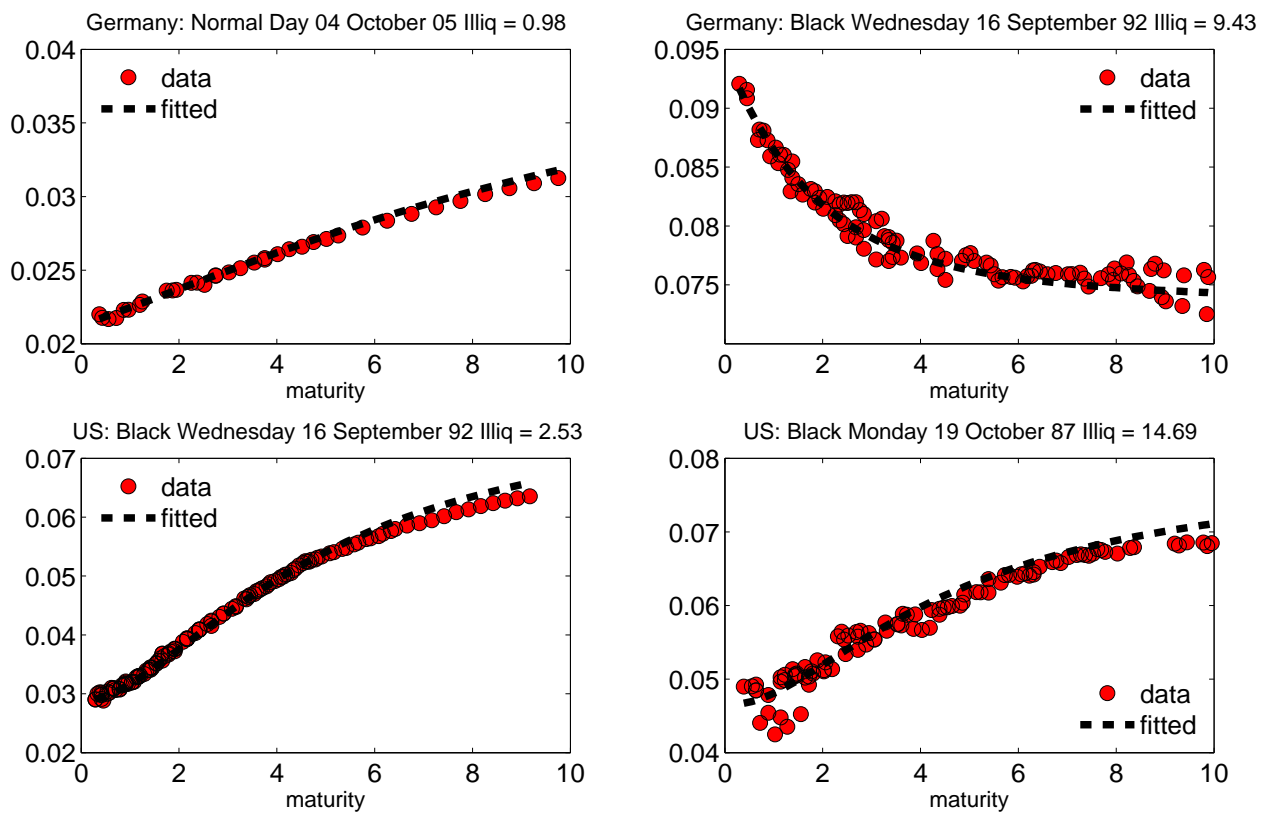 Germany: Normal Day 04 October 05 Illiq = 0.98
0.04
0.035
0.03
0.025
0.02
data
fitted
0 2 4 6 8 10
maturity
Germany: Black Wednesday 16 September 92 Illiq = 9.43
0.095
0.09
0.085
0.08
0.075
data
fitted
0 2 4 6 8 10
maturity
US: Black Wednesday 16 September 92 Illiq = 2.53
0.07
0.06
0.05
0.04
0.03
0.02
data
fitted
0 2 4 6 8 10
maturity
US: Black Monday 19 October 87 Illiq = 14.69
0.08
0.07
0.06
0.05
0.04
data
fitted
0 2 4 6 8 10
maturity